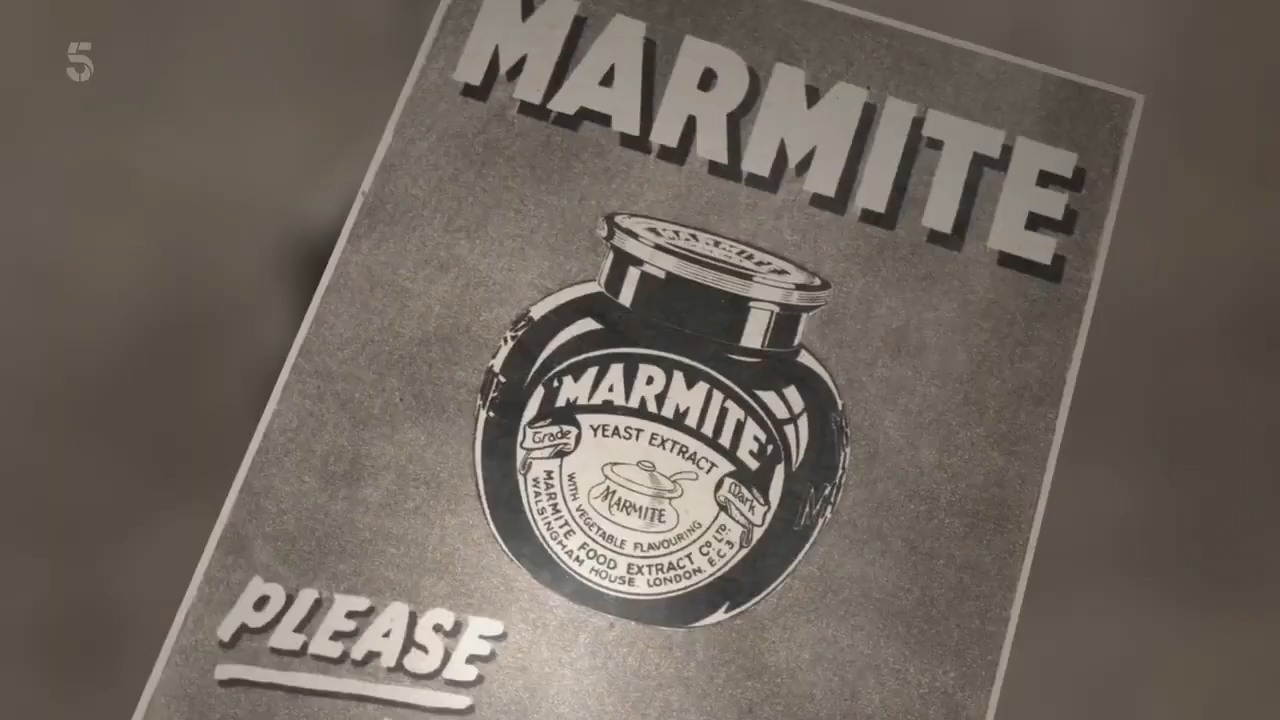 5
MARMITE
MARMITE
'MARMITE'
Grade
YEAST EXTRACT
Mark
MARMITE
WITH VEGETABLE FLAVOURING
MARMITE FOOD EXTRACT Co LTD.
WALSINGHAM HOUSE. LONDON. E.C.3
PLEASE